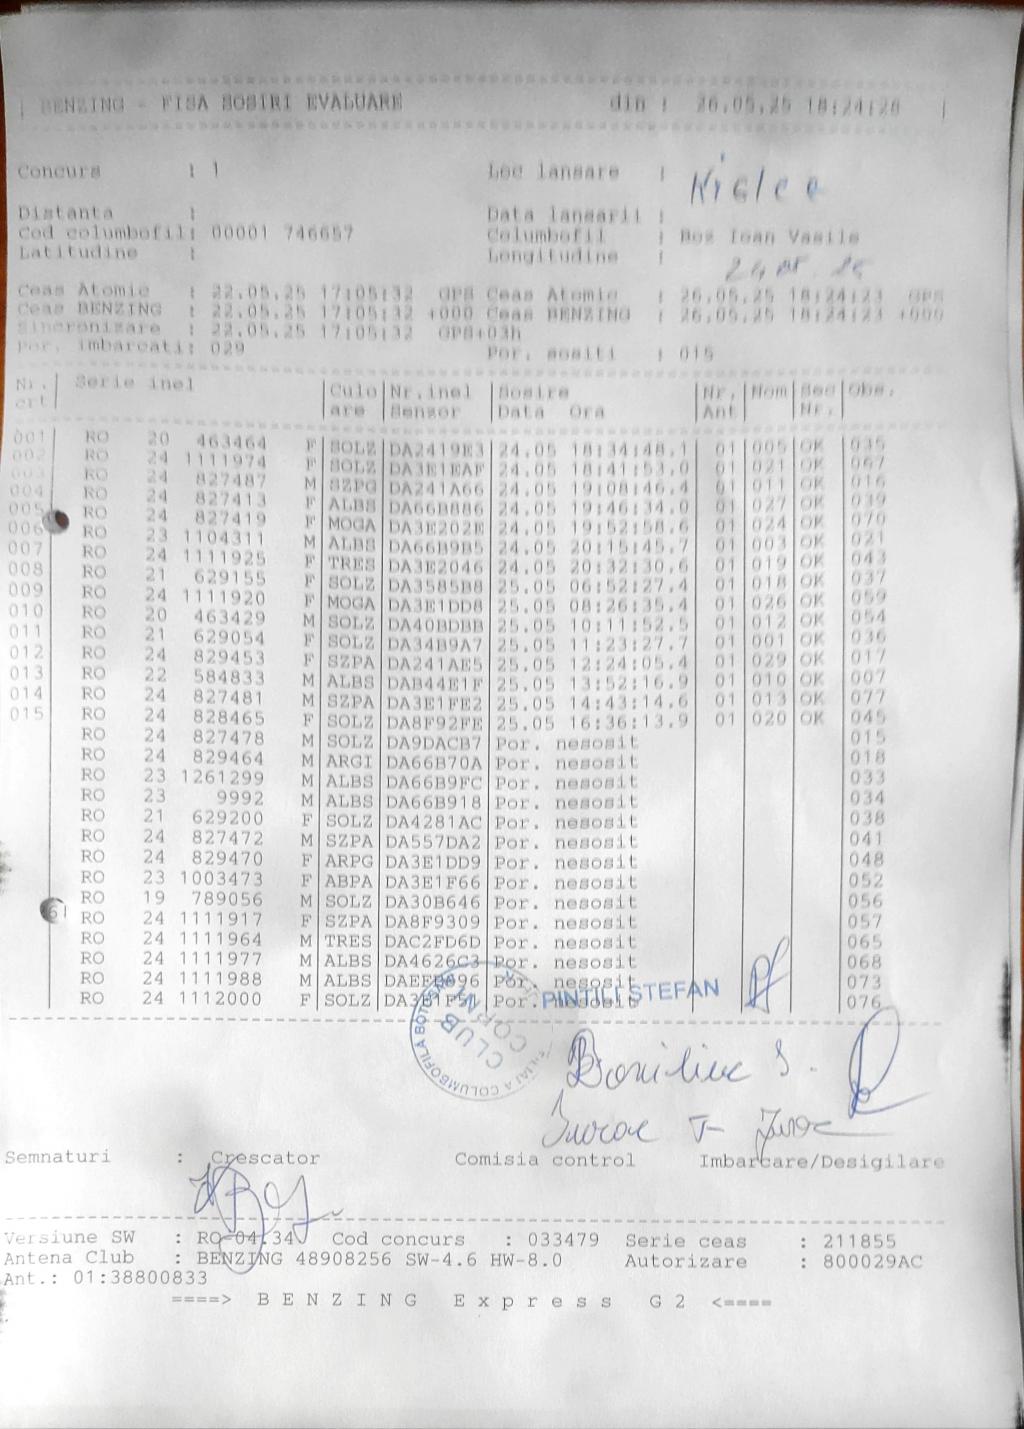 BENZING - FISA SOSIRI EVALUARE din : 26.05.25 18:24:26
Concurs : 1 Loc lansare :
Distanta : Data lansarii :
Cod columbofil: 00001 746657 Columbofil : Boz Ioan Vasile
Latitudine : Longitudine :
Ceas Atomic : 22.05.25 17:05:32 GPS Ceas Atomic : 26.05.25 18:24:23 GPS
Ceas BENZING : 22.05.25 17:05:32 +000 Ceas BENZING : 26.05.25 18:24:23 +000
Sincronizare : 22.05.25 17:05:32 GPS+03h
Por. imbarcati: 029 Por. sositi : 015
Nr. Serie inel Culo Nr.inel Sosire Nr. Nom Sec Obs.
crt are Senzor Data Ora Ant Nr.
001 RO 20 463464 F SOLZ DA2419E3 24.05 18:34:48.1 01 005 OK 035
002 RO 24 1111974 F SOLZ DA3E1EAF 24.05 18:41:53.0 01 021 OK 067
003 RO 24 827487 M SZPG DA241A66 24.05 19:08:46.4 01 011 OK 016
004 RO 24 827413 F ALBS DA66B886 24.05 19:46:34.0 01 027 OK 039
005 RO 24 827419 F MOGA DA3E202E 24.05 19:52:58.6 01 024 OK 070
006 RO 23 1104311 M ALBS DA66B9B5 24.05 20:15:45.7 01 003 OK 021
007 RO 24 1111925 F TRES DA3E2046 24.05 20:32:30.6 01 019 OK 043
008 RO 21 629155 F SOLZ DA3585B8 25.05 06:52:27.4 01 018 OK 037
009 RO 24 1111920 F MOGA DA3E1DD8 25.05 08:26:35.4 01 026 OK 059
010 RO 20 463429 M SOLZ DA40BDBB 25.05 10:11:52.5 01 012 OK 054
011 RO 21 629054 F SOLZ DA34B9A7 25.05 11:23:27.7 01 001 OK 036
012 RO 24 829453 F SZPA DA241AE5 25.05 12:24:05.4 01 029 OK 017
013 RO 22 584833 M ALBS DAB44E1F 25.05 13:52:16.9 01 010 OK 007
014 RO 24 827481 M SZPA DA3E1FE2 25.05 14:43:14.6 01 013 OK 077
015 RO 24 828465 F SOLZ DA8F92FE 25.05 16:36:13.9 01 020 OK 045
RO 24 827478 M SOLZ DA9DACB7 Por. nesosit 015
RO 24 829464 M ARGI DA66B70A Por. nesosit 018
RO 23 1261299 M ALBS DA66B9FC Por. nesosit 033
RO 23 9992 M ALBS DA66B918 Por. nesosit 034
RO 21 629200 F SOLZ DA4281AC Por. nesosit 038
RO 24 827472 M SZPA DA557DA2 Por. nesosit 041
RO 24 829470 F ARPG DA3E1DD9 Por. nesosit 048
RO 23 1003473 F ABPA DA3E1F66 Por. nesosit 052
RO 19 789056 M SOLZ DA30B646 Por. nesosit 056
RO 24 1111917 F SZPA DA8F9309 Por. nesosit 057
RO 24 1111964 M TRES DAC2FD6D Por. nesosit 065
RO 24 1111977 M ALBS DA4626C3 Por. nesosit 068
RO 24 1111988 M ALBS Por. nesosit 073
RO 24 1112000 F SOLZ Por. nesosit 076
PINTILI STEFAN
CLUB
FILIALA COLUMBOFILA
Semnaturi : Crescator Comisia control Imbarcare/Desigilare
Versiune SW : RO-04.34 Cod concurs : 033479 Serie ceas : 211855
Antena Club : BENZING 48908256 SW-4.6 HW-8.0 Autorizare : 800029AC
Ant.: 01:38800833
====> BENZING Express G2 <====